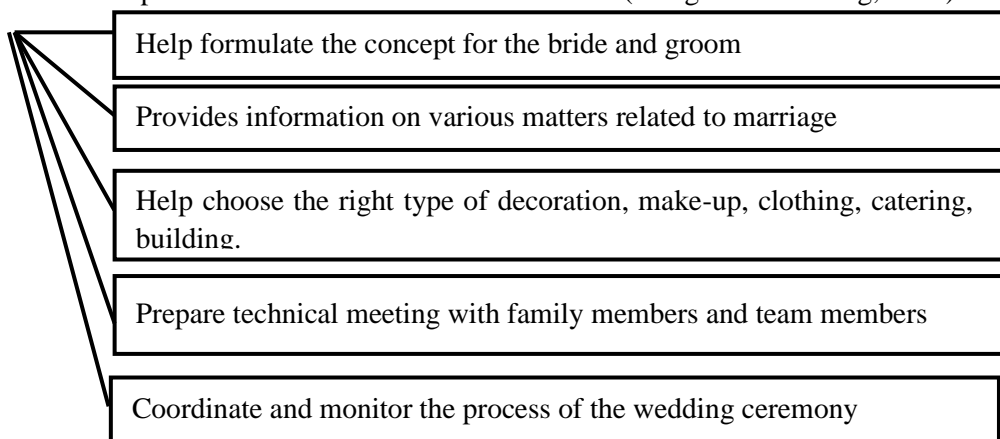 Help formulate the concept for the bride and groom
Provides information on various matters related to marriage
Help choose the right type of decoration, make-up, clothing, catering,
building.
Prepare technical meeting with family members and team members
Coordinate and monitor the process of the wedding ceremony